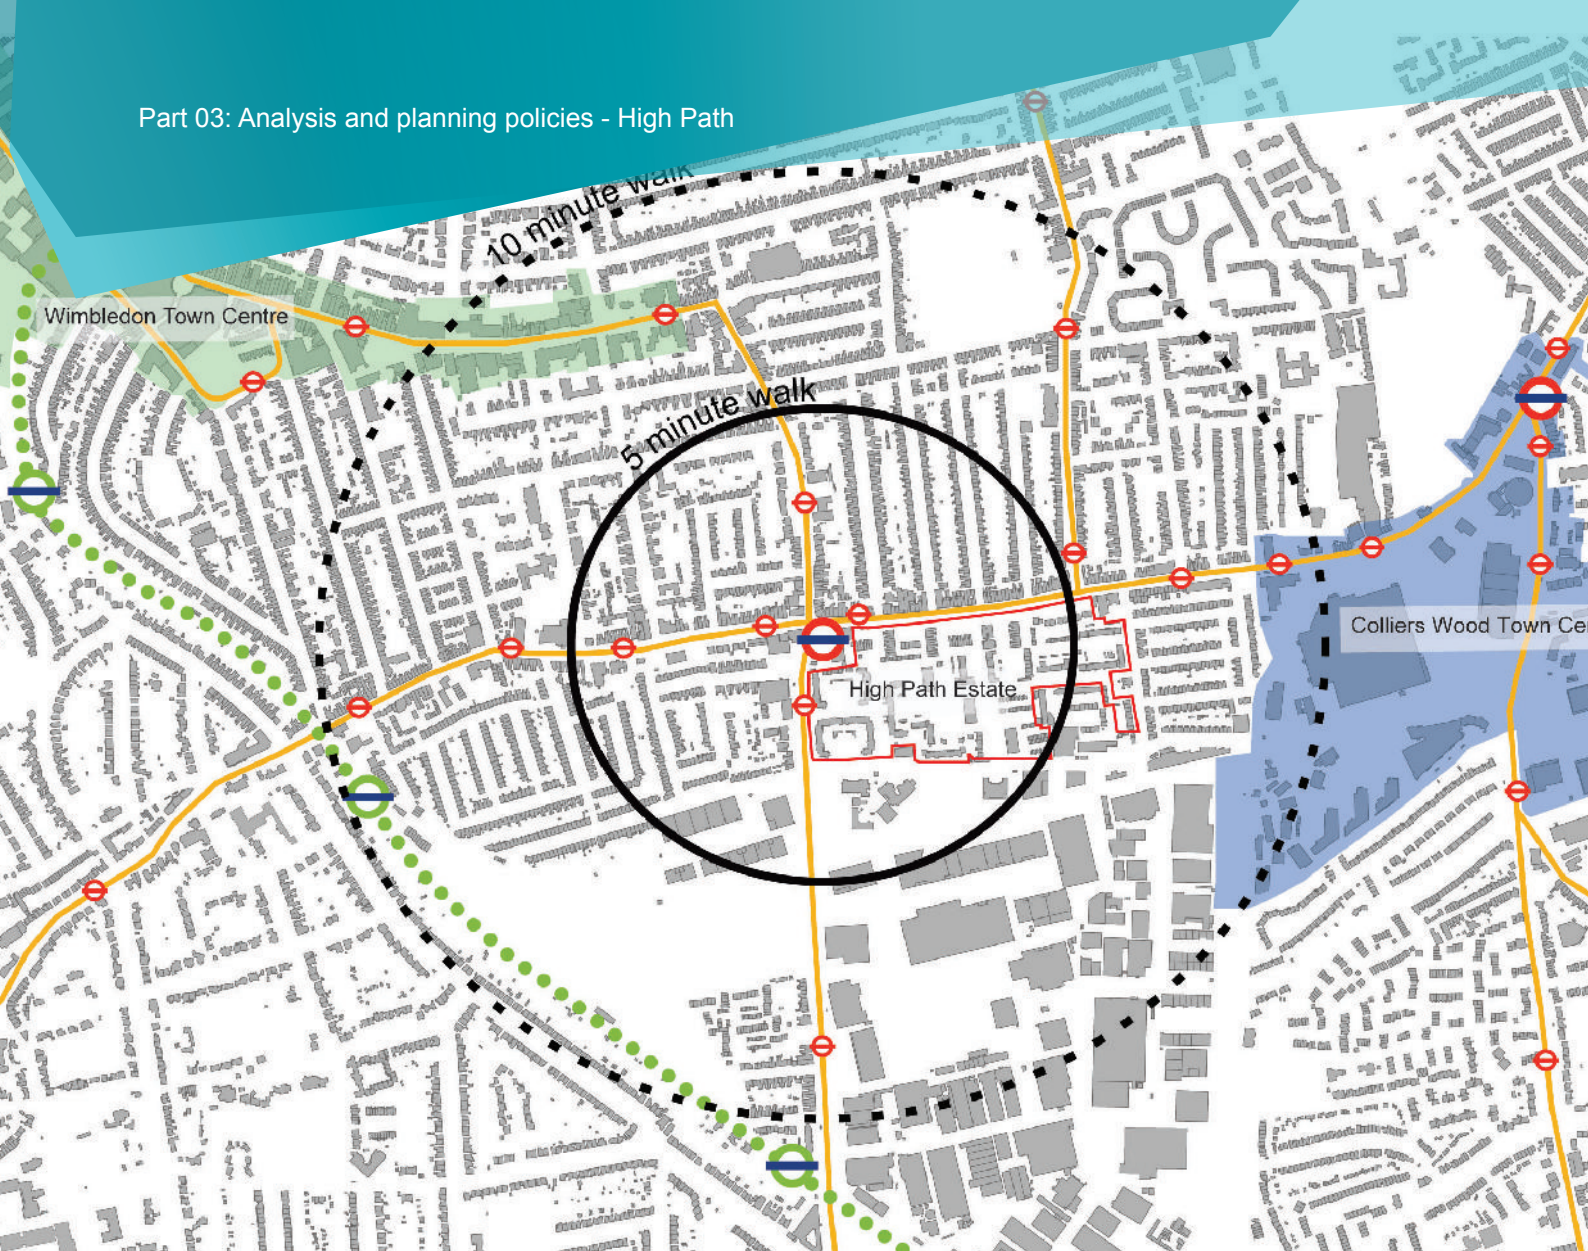 Part 03: Analysis and planning policies - High Path
10 minute walk
Wimbledon Town Centre
5 minute walk
Colliers Wood Town Ce
High Path Estate